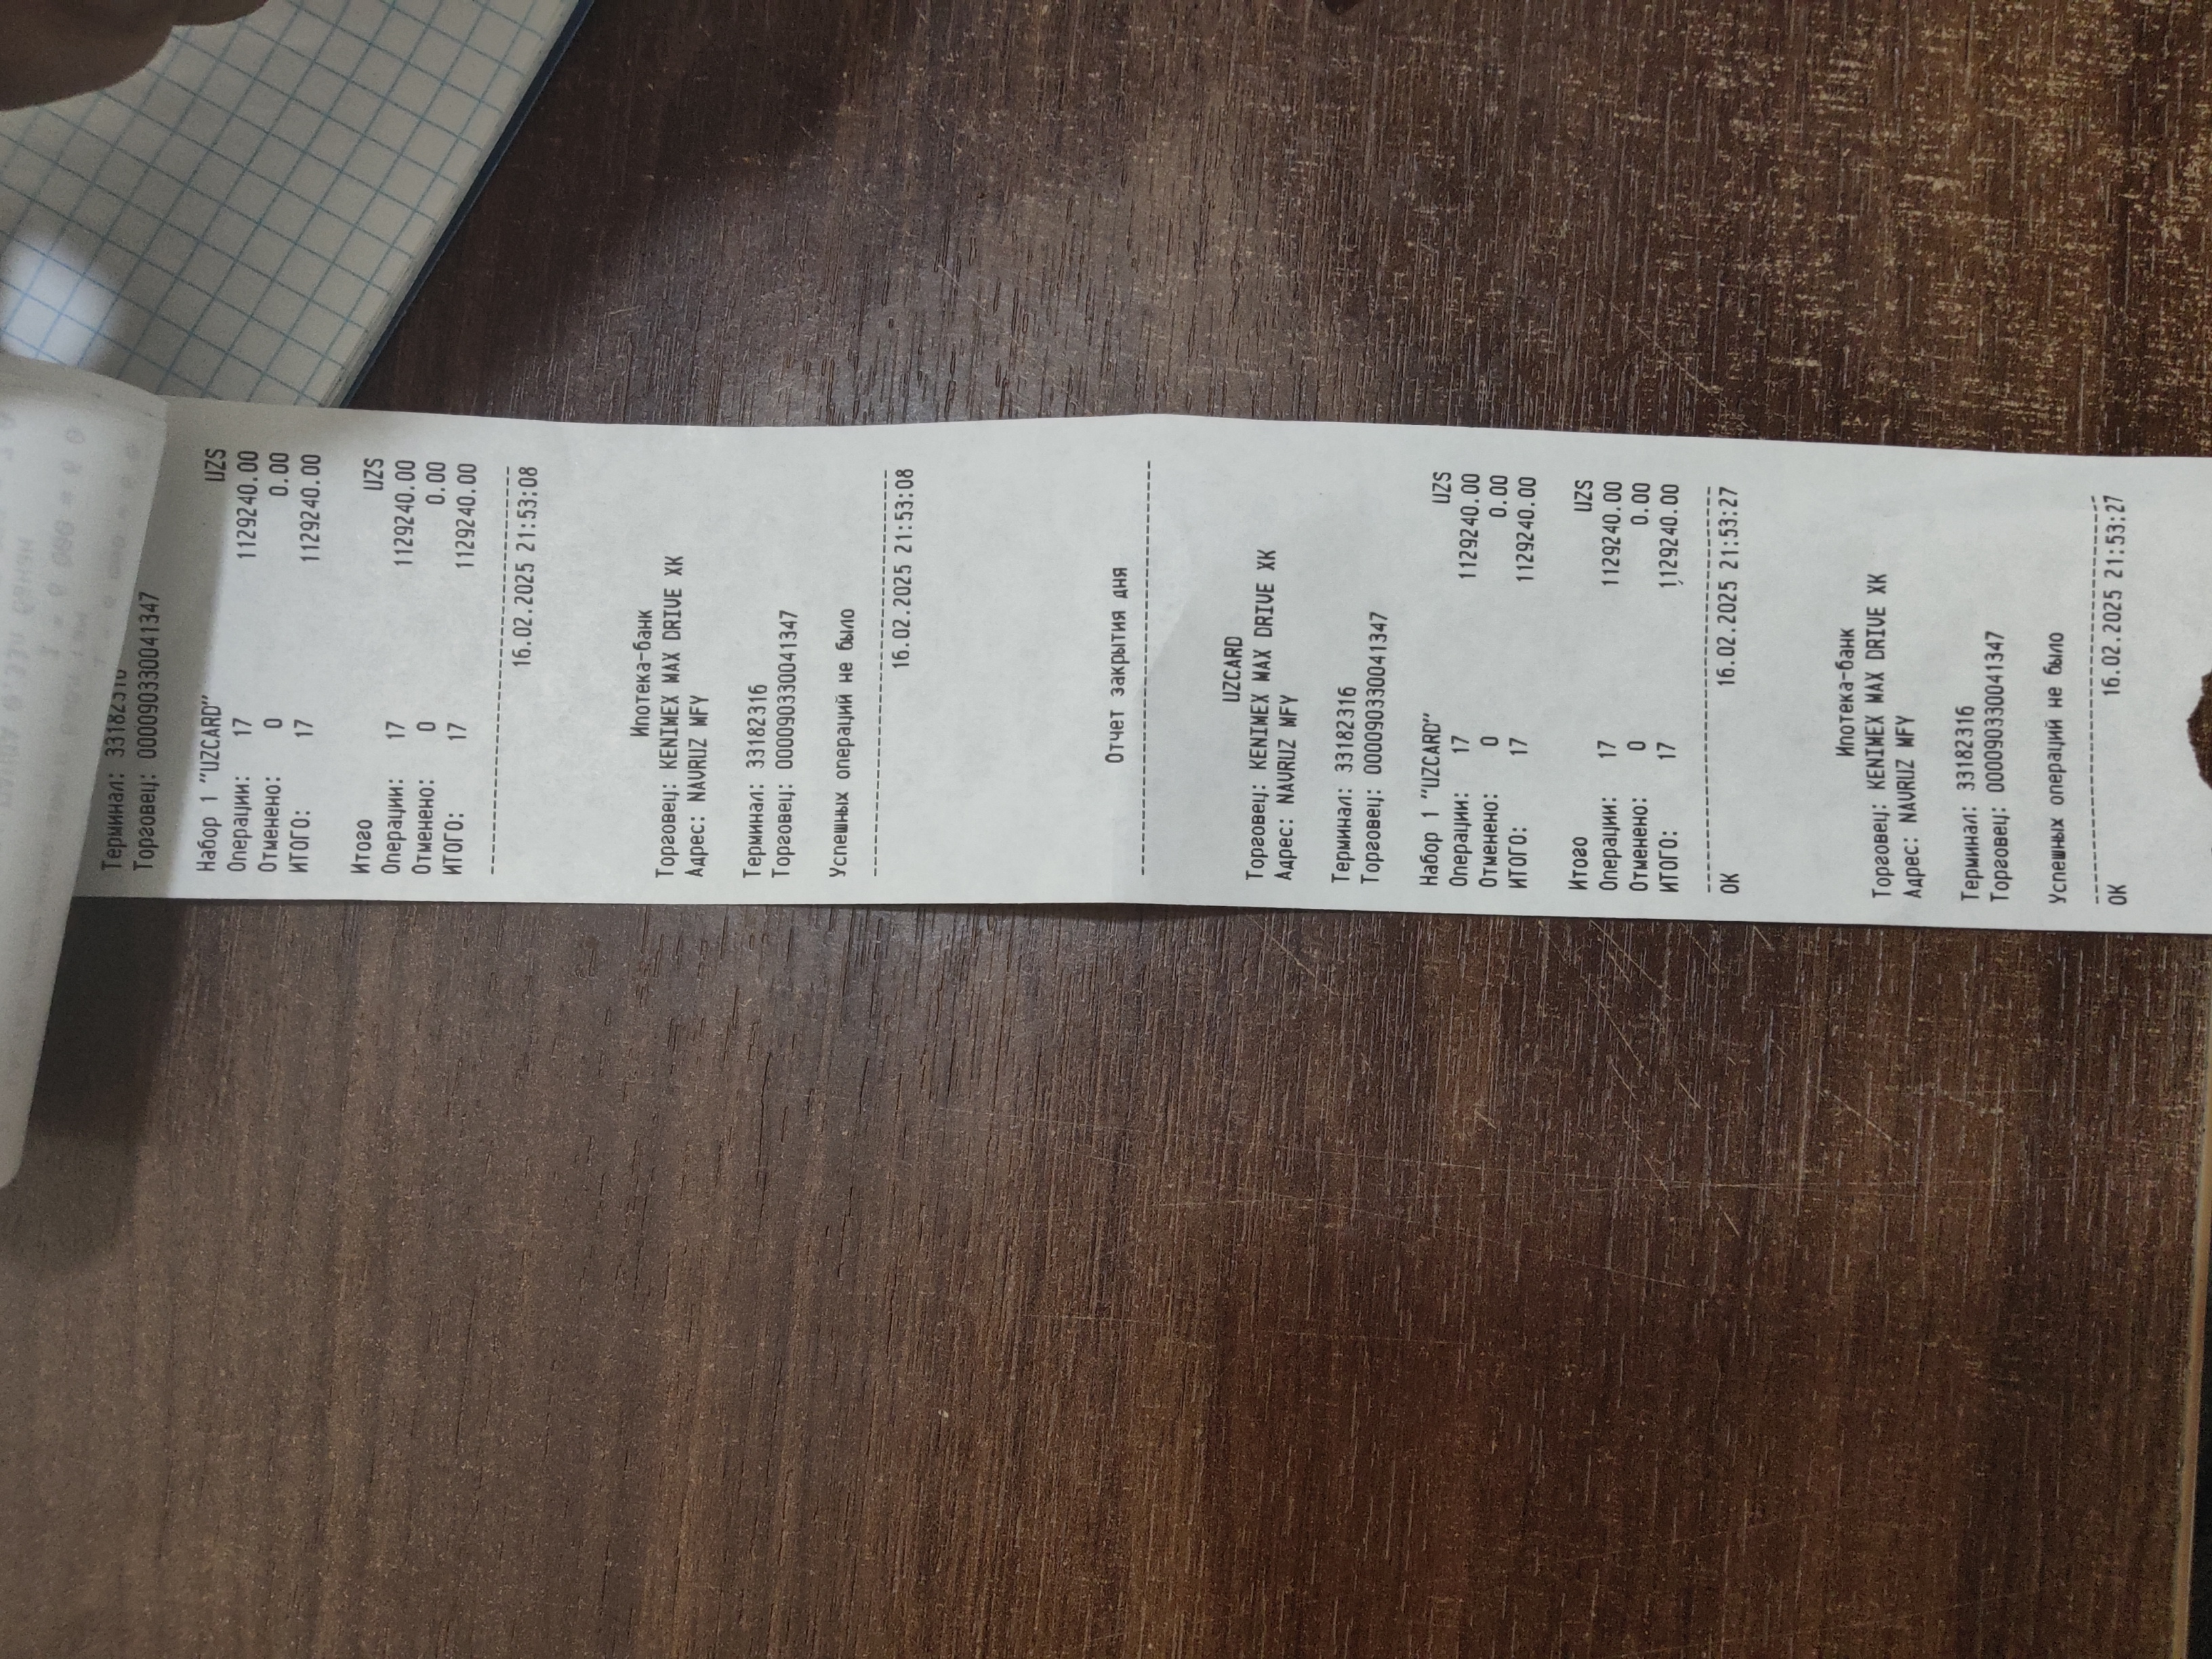 Терминал: 33182316
Торговец: 000090330041347
Набор 1 "UZCARD" UZS
Операции: 17 1129240.00
Отменено: 0 0.00
ИТОГО: 17 1129240.00
Итого UZS
Операции: 17 1129240.00
Отменено: 0 0.00
ИТОГО: 17 1129240.00
16.02.2025 21:53:08
Ипотека-банк
Торговец: KENIMEX MAX DRIVE XK
Адрес: NAVRUZ MFY
Терминал: 33182316
Торговец: 000090330041347
Успешных операций не было
16.02.2025 21:53:08
Отчет закрытия дня
UZCARD
Торговец: KENIMEX MAX DRIVE XK
Адрес: NAVRUZ MFY
Терминал: 33182316
Торговец: 000090330041347
Набор 1 "UZCARD" UZS
Операции: 17 1129240.00
Отменено: 0 0.00
ИТОГО: 17 1129240.00
Итого UZS
Операции: 17 1129240.00
Отменено: 0 0.00
ИТОГО: 17 1129240.00
OK 16.02.2025 21:53:27
Ипотека-банк
Торговец: KENIMEX MAX DRIVE XK
Адрес: NAVRUZ MFY
Терминал: 33182316
Торговец: 000090330041347
Успешных операций не было
OK 16.02.2025 21:53:27